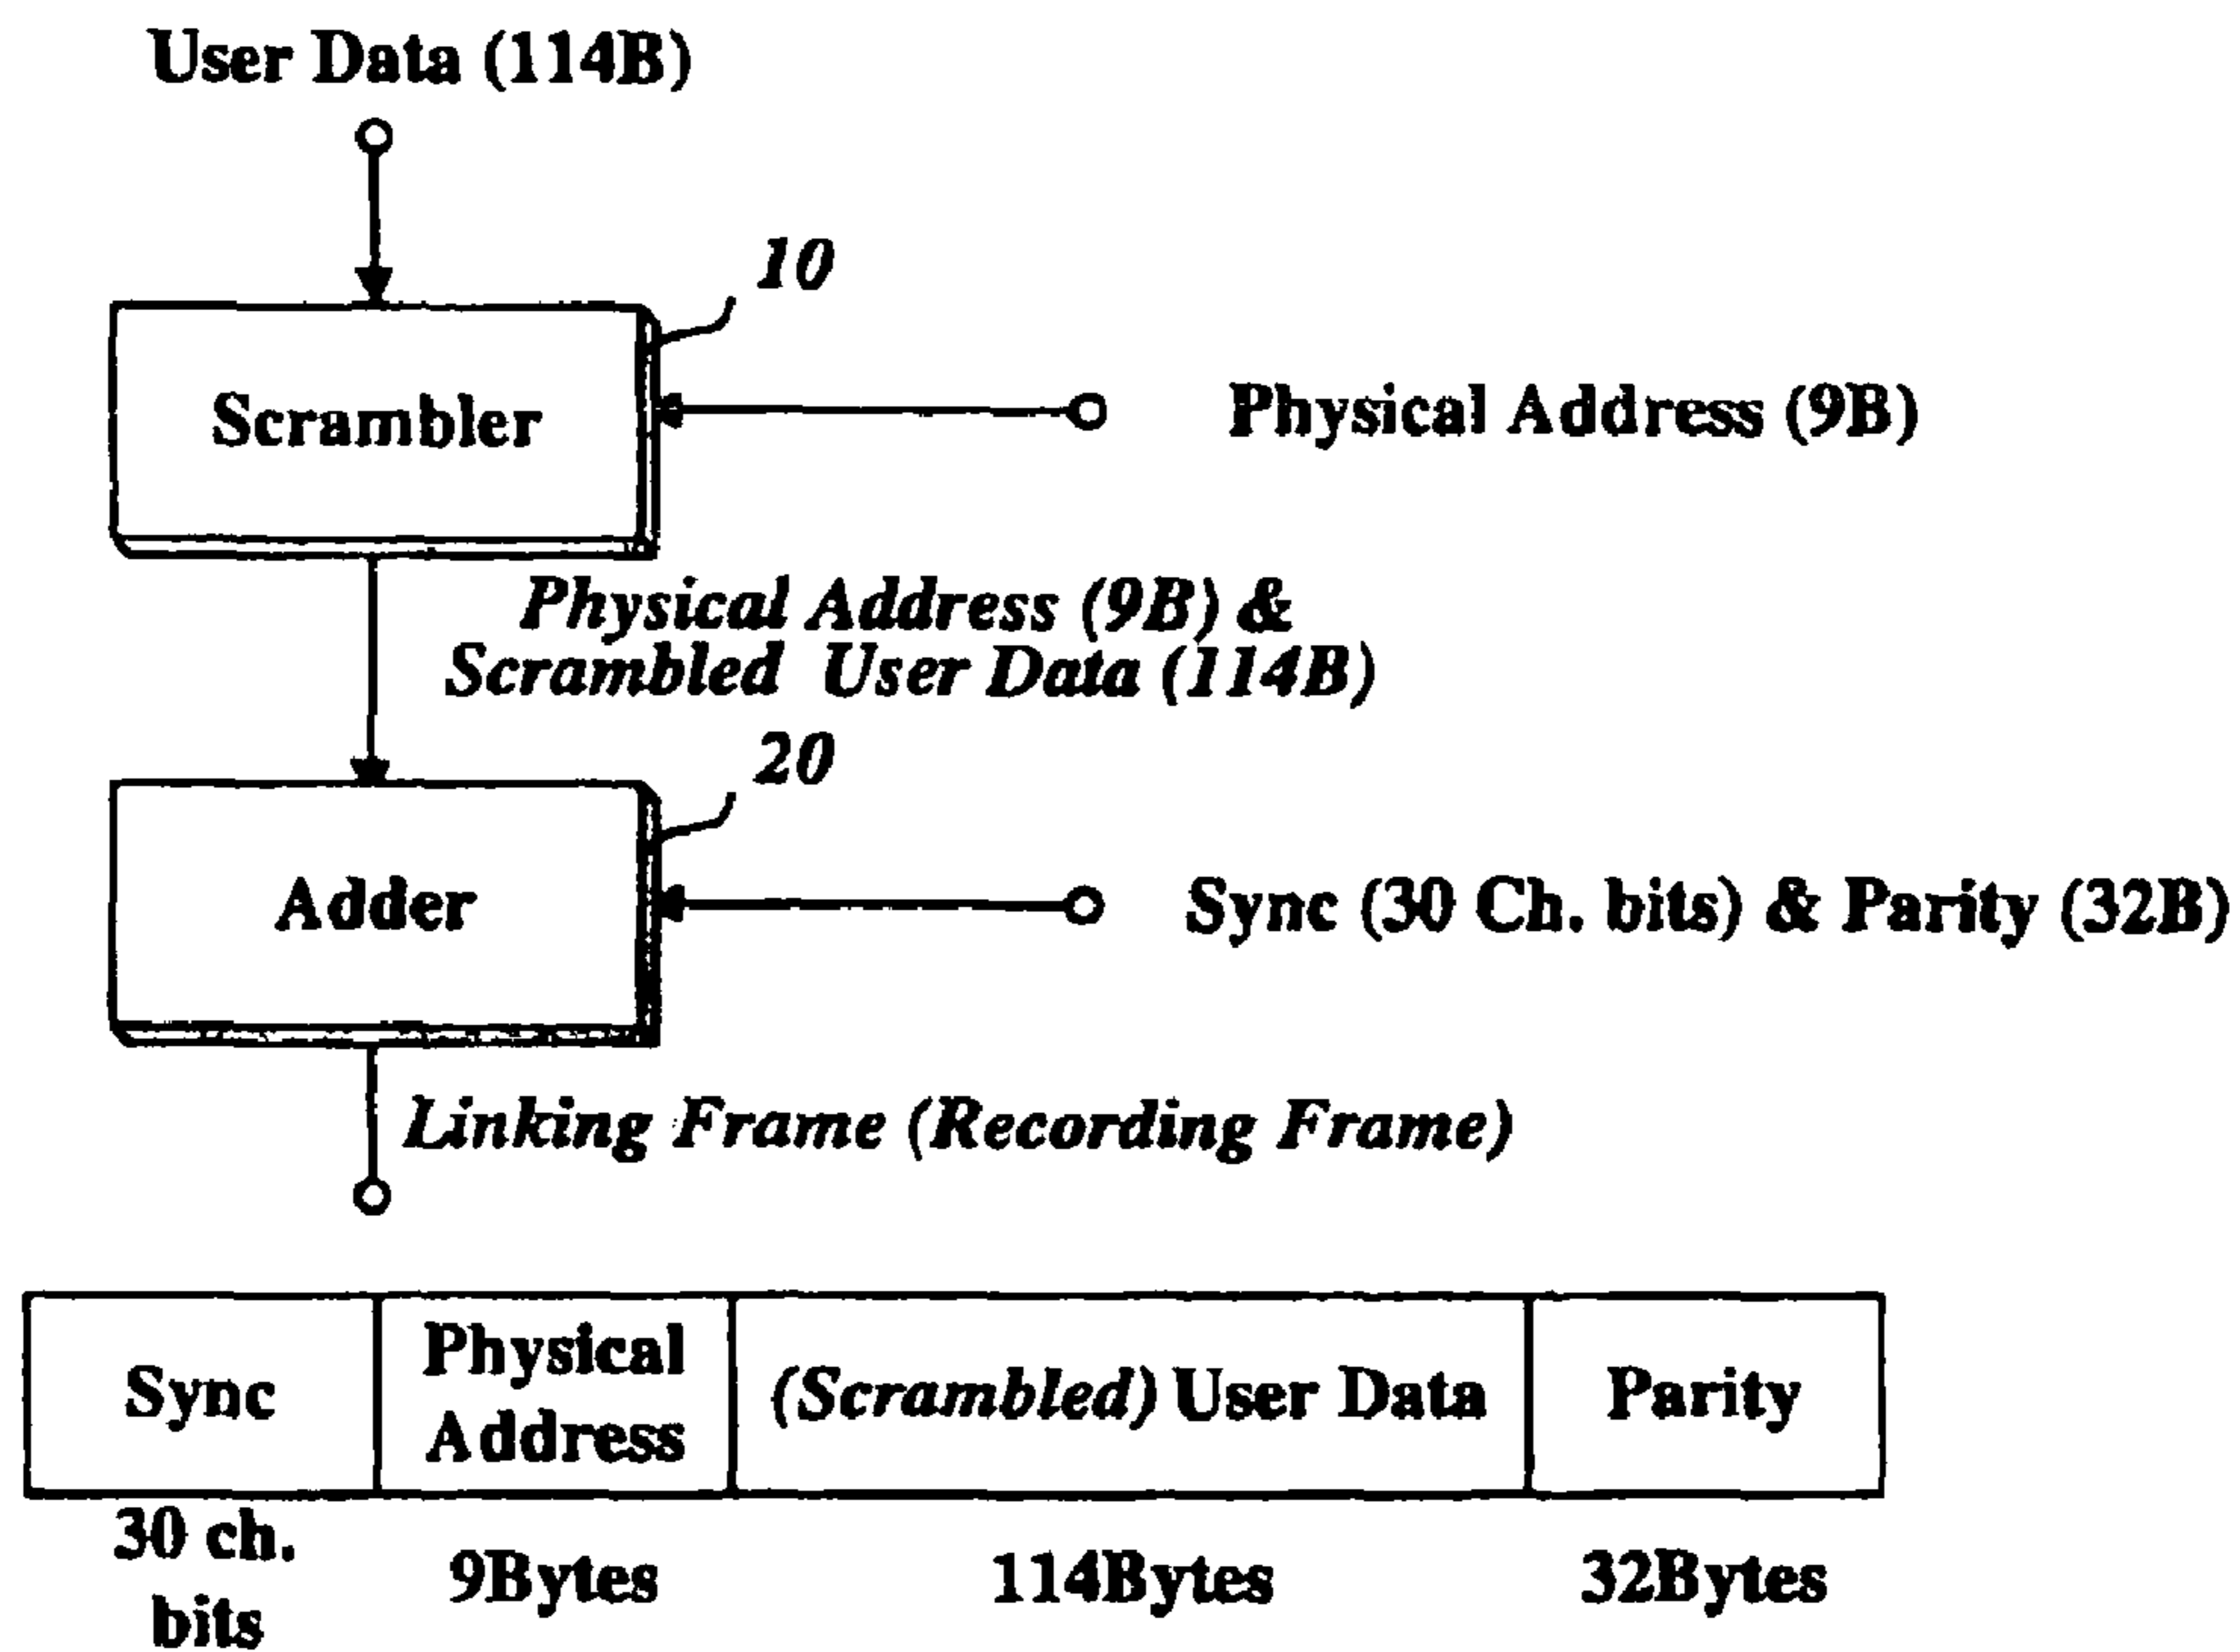 User Data (114B)
10
Scrambler
Physical Address (9B)
Physical Address (9B) &
Scrambled User Data (114B)
20
Adder
Sync (30 Ch. bits) & Parity (32B)
Linking Frame (Recording Frame)
Sync
Physical
Address
(Scrambled) User Data
Parity
30 ch.
bits
9Bytes
114Bytes
32Bytes